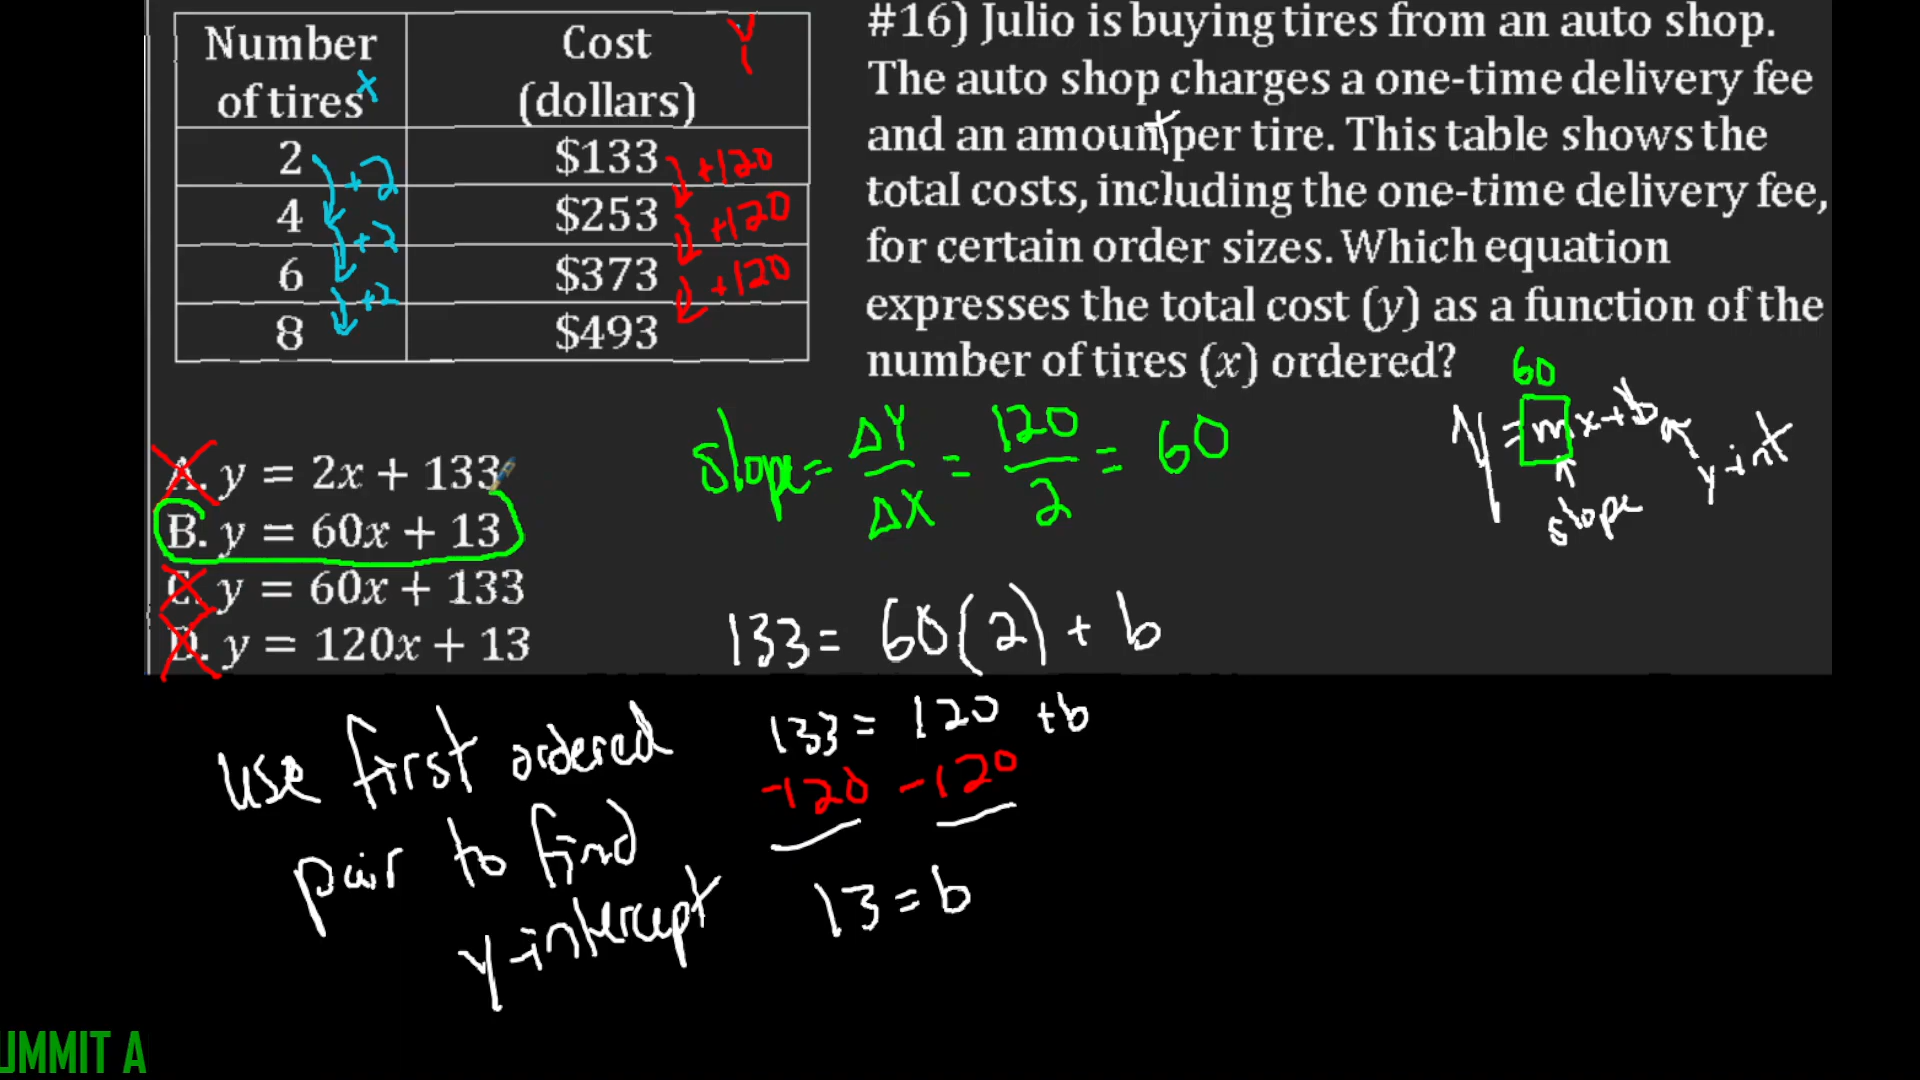 Number
of tires x
Cost
(dollars)
Y
2
$133
+2
+120
4
$253
+2
+120
6
$373
+2
+120
8
$493
#16) Julio is buying tires from an auto shop.
The auto shop charges a one-time delivery fee
and an amount per tire. This table shows the
total costs, including the one-time delivery fee,
for certain order sizes. Which equation
expresses the total cost (y) as a function of the
number of tires (x) ordered?
A. y = 2x + 133
B. y = 60x + 13
C. y = 60x + 133
D. y = 120x + 13
slope = ΔY/ΔX = 120/2 = 60
60
y = mx + b
slope
y-int
133 = 60(2) + b
133 = 120 + b
-120 -120
13 = b
use first ordered
pair to find
y-intercept
UMMIT A